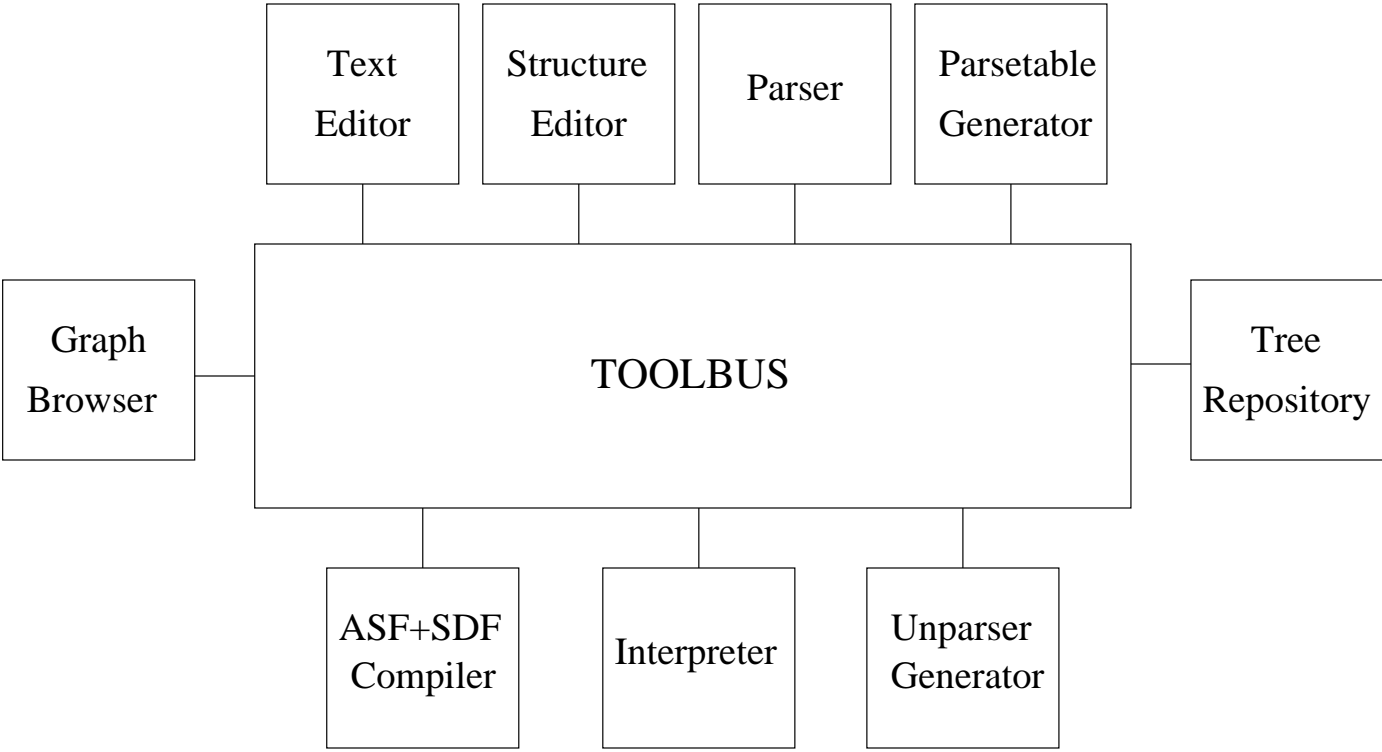 Text
Editor
Structure
Editor
Parser
Parsetable
Generator
Graph
Browser
TOOLBUS
Tree
Repository
ASF+SDF
Compiler
Interpreter
Unparser
Generator